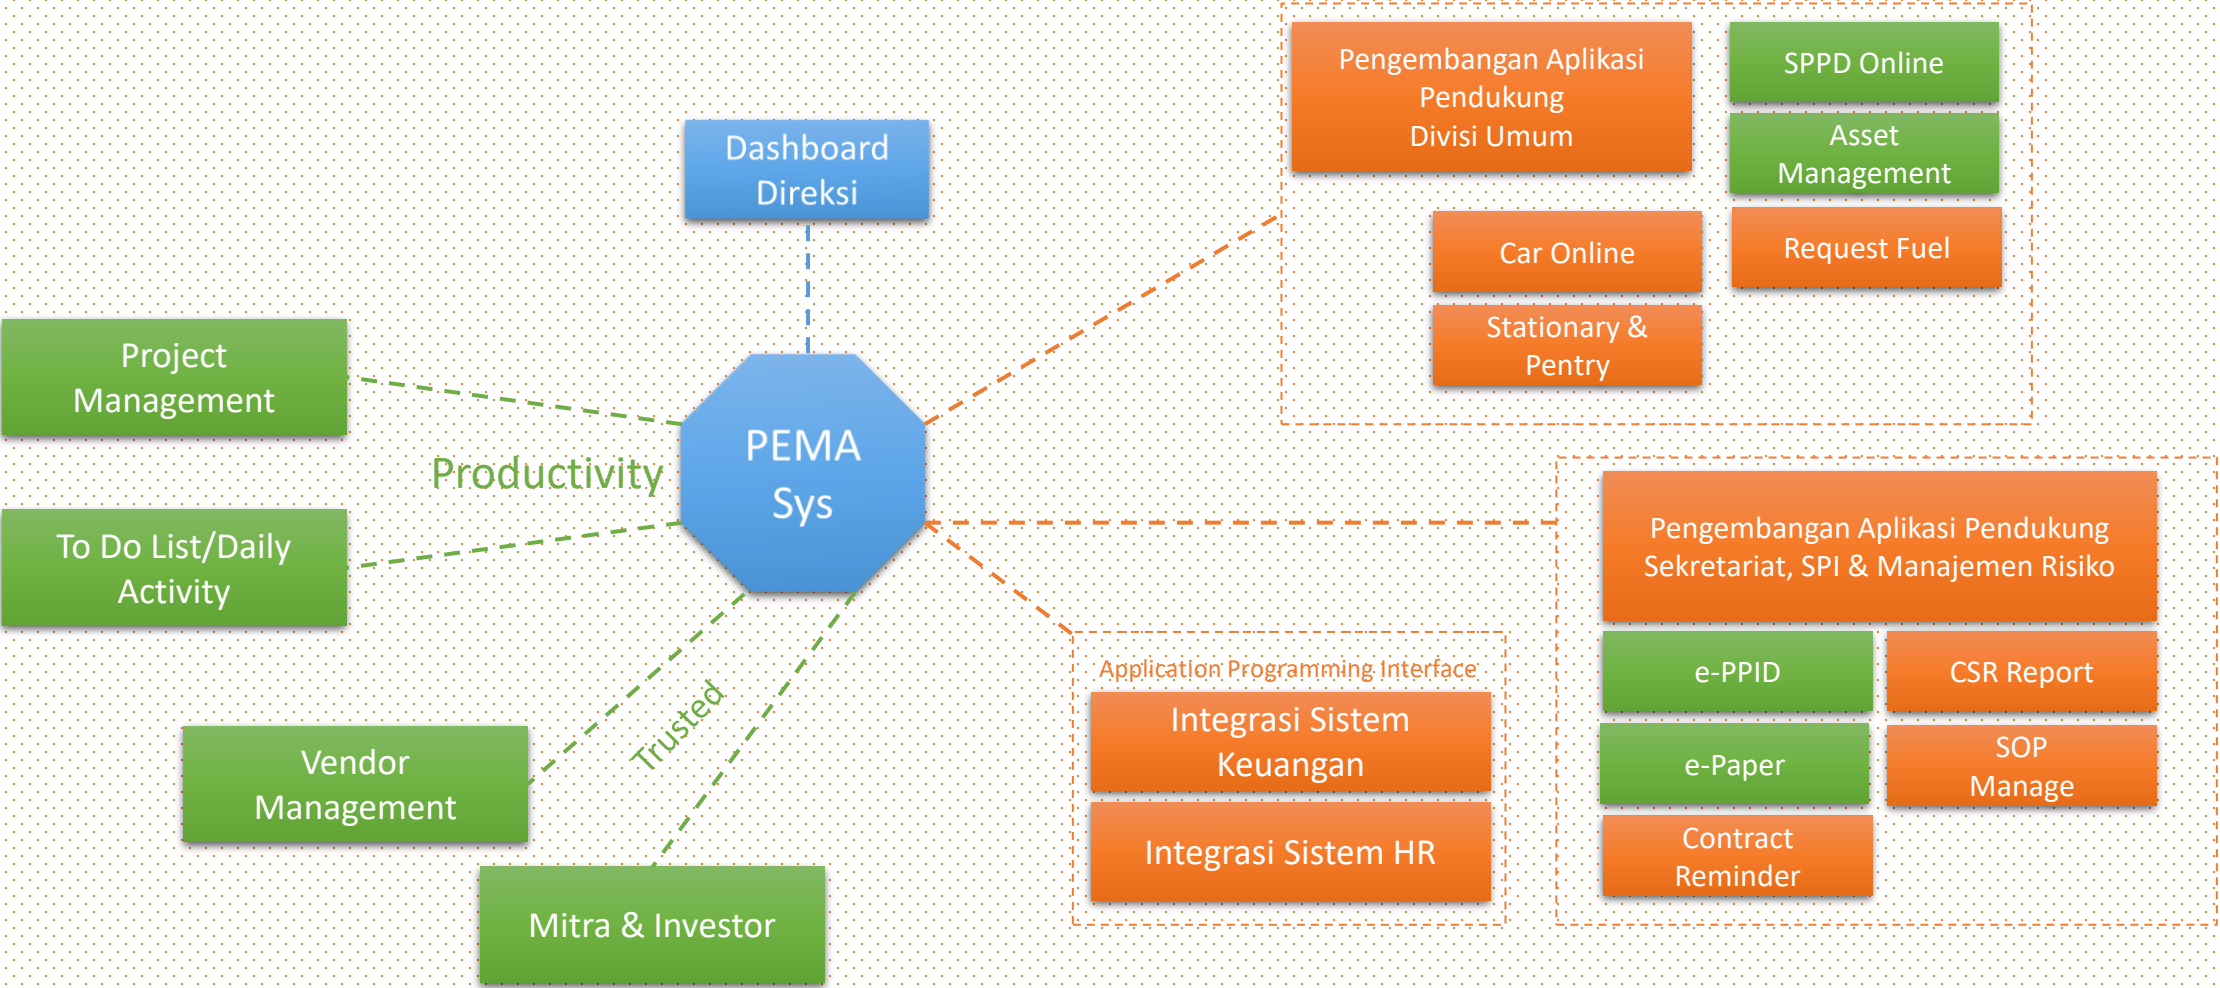 Dashboard
Direksi
PEMA
Sys
Project
Management
Productivity
To Do List/Daily
Activity
Vendor
Management
Trusted
Mitra & Investor
Pengembangan Aplikasi
Pendukung
Divisi Umum
SPPD Online
Asset
Management
Car Online
Request Fuel
Stationary &
Pentry
Application Programming Interface
Integrasi Sistem
Keuangan
Integrasi Sistem HR
Pengembangan Aplikasi Pendukung
Sekretariat, SPI & Manajemen Risiko
e-PPID
CSR Report
e-Paper
SOP
Manage
Contract
Reminder